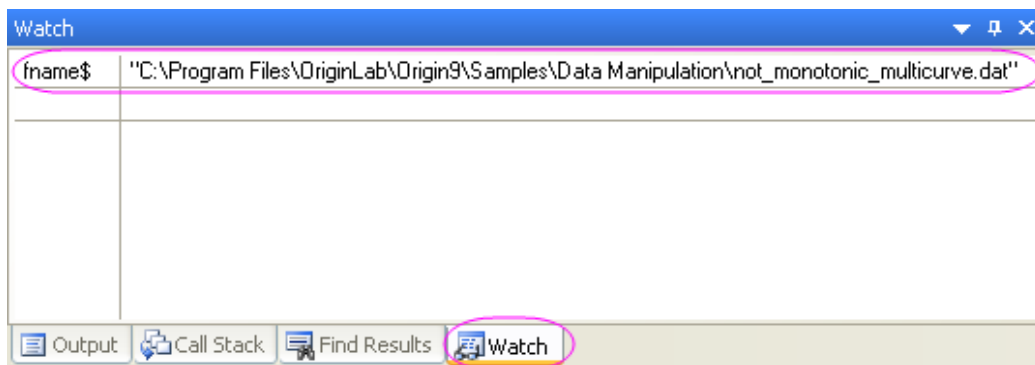 Watch
fname$ "C:\Program Files\OriginLab\Origin9\Samples\Data Manipulation\not_monotonic_multicurve.dat"
Output Call Stack Find Results Watch